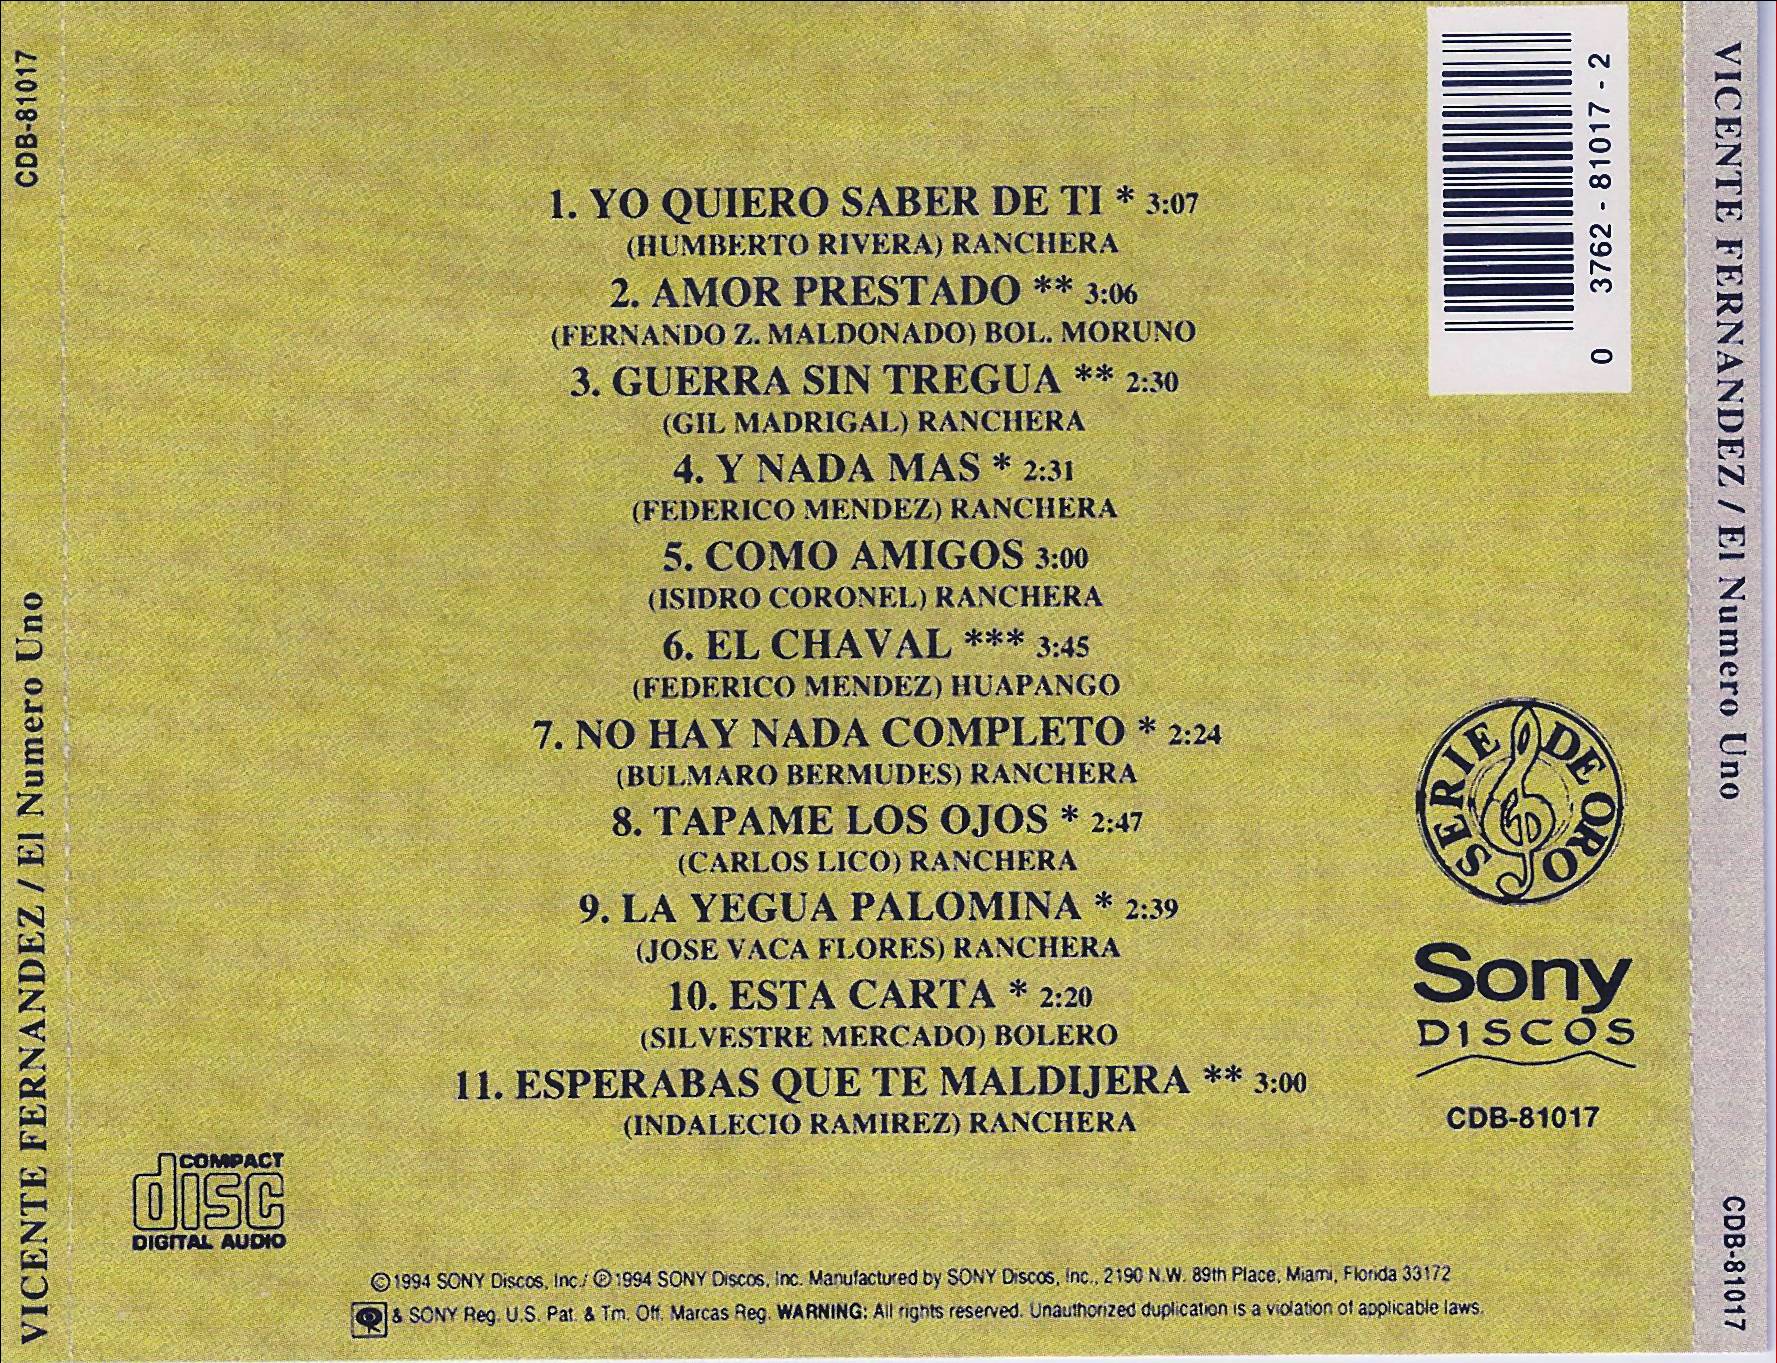 CDB-81017
VICENTE FERNANDEZ / El Numero Uno
1. YO QUIERO SABER DE TI * 3:07
(HUMBERTO RIVERA) RANCHERA
2. AMOR PRESTADO ** 3:06
(FERNANDO Z. MALDONADO) BOL. MORUNO
3. GUERRA SIN TREGUA ** 2:30
(GIL MADRIGAL) RANCHERA
4. Y NADA MAS * 2:31
(FEDERICO MENDEZ) RANCHERA
5. COMO AMIGOS 3:00
(ISIDRO CORONEL) RANCHERA
6. EL CHAVAL *** 3:45
(FEDERICO MENDEZ) HUAPANGO
7. NO HAY NADA COMPLETO * 2:24
(BULMARO BERMUDES) RANCHERA
8. TAPAME LOS OJOS * 2:47
(CARLOS LICO) RANCHERA
9. LA YEGUA PALOMINA * 2:39
(JOSE VACA FLORES) RANCHERA
10. ESTA CARTA * 2:20
(SILVESTRE MERCADO) BOLERO
11. ESPERABAS QUE TE MALDIJERA ** 3:00
(INDALECIO RAMIREZ) RANCHERA
COMPACT
disc
DIGITAL AUDIO
©1994 SONY Discos, Inc./ ℗1994 SONY Discos, Inc. Manufactured by SONY Discos, Inc., 2190 N.W. 89th Place, Miami, Florida 33172
& SONY Reg. U.S. Pat. & Tm. Off. Marcas Reg. WARNING: All rights reserved. Unauthorized duplication is a violation of applicable laws.
0 3762-81017-2
SERIE DE ORO
Sony
DISCOS
CDB-81017
VICENTE FERNANDEZ / El Numero Uno
CDB-81017